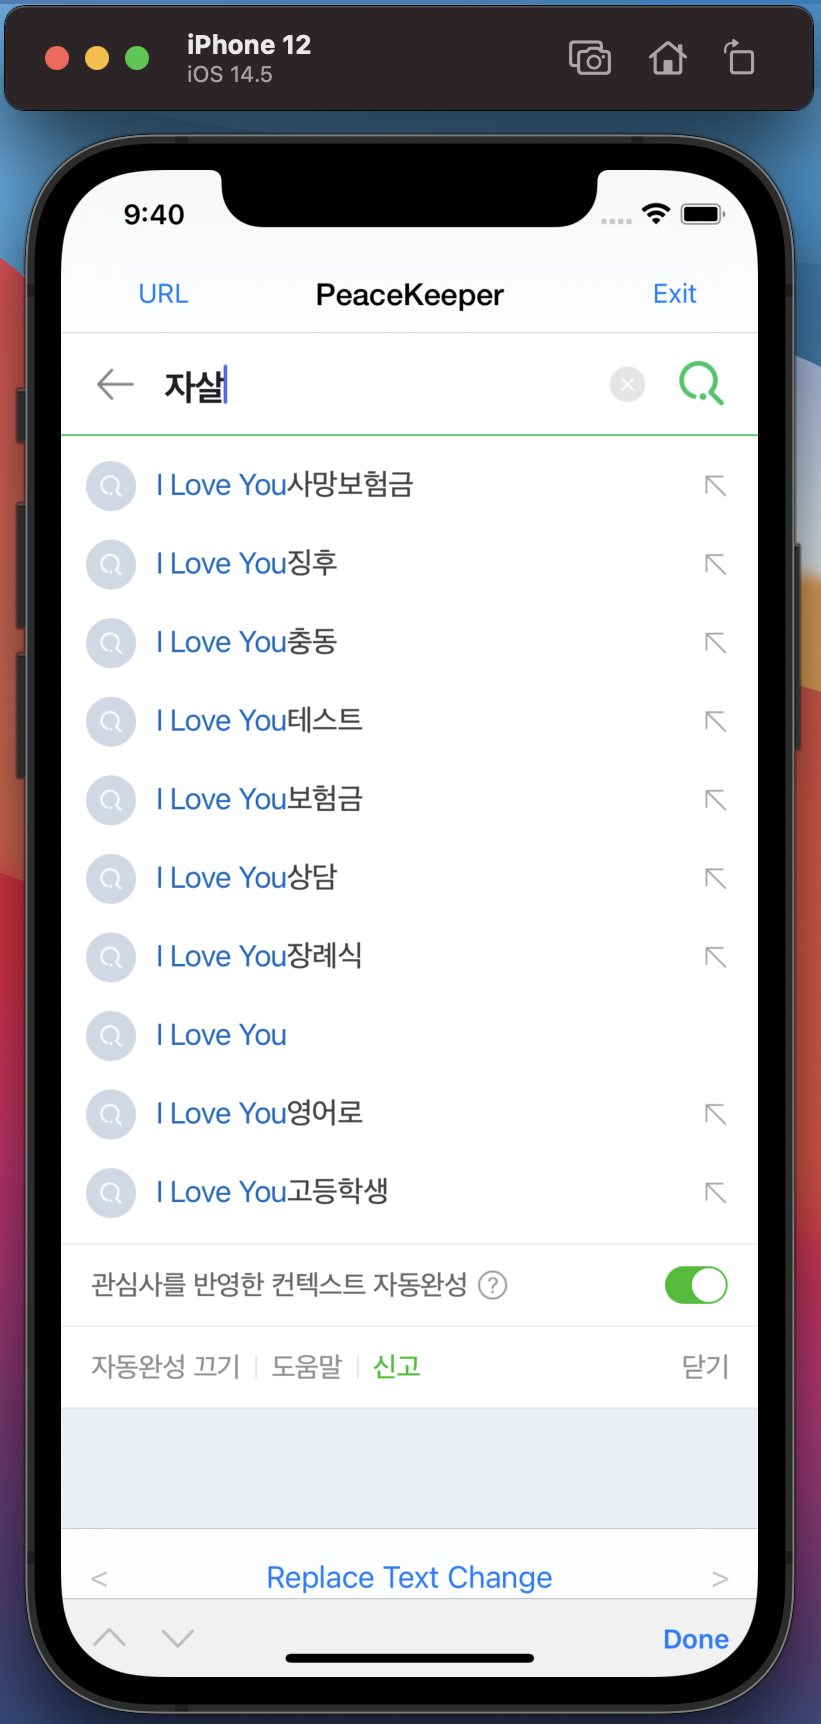 iPhone 12
iOS 14.5
9:40
URL PeaceKeeper Exit
자살
I Love You사망보험금
I Love You징후
I Love You충동
I Love You테스트
I Love You보험금
I Love You상담
I Love You장례식
I Love You
I Love You영어로
I Love You고등학생
관심사를 반영한 컨텍스트 자동완성 ?
자동완성 끄기 도움말 신고 닫기
< Replace Text Change >
Done